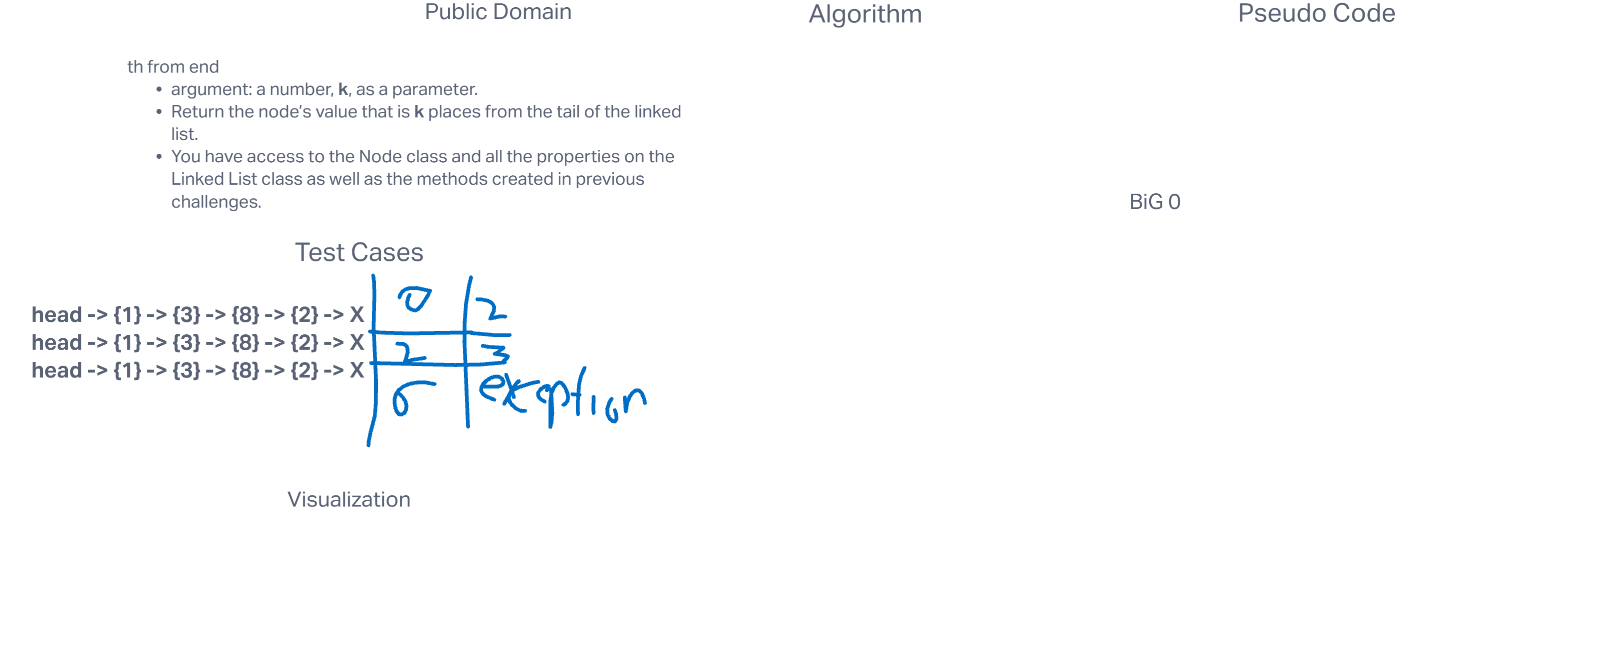 Public Domain
Algorithm
Pseudo Code
th from end
• argument: a number, k, as a parameter.
• Return the node's value that is k places from the tail of the linked
list.
• You have access to the Node class and all the properties on the
Linked List class as well as the methods created in previous
challenges.
BiG 0
Test Cases
head -> {1} -> {3} -> {8} -> {2} -> X 0 2
head -> {1} -> {3} -> {8} -> {2} -> X 2 3
head -> {1} -> {3} -> {8} -> {2} -> X 6 exeption
Visualization